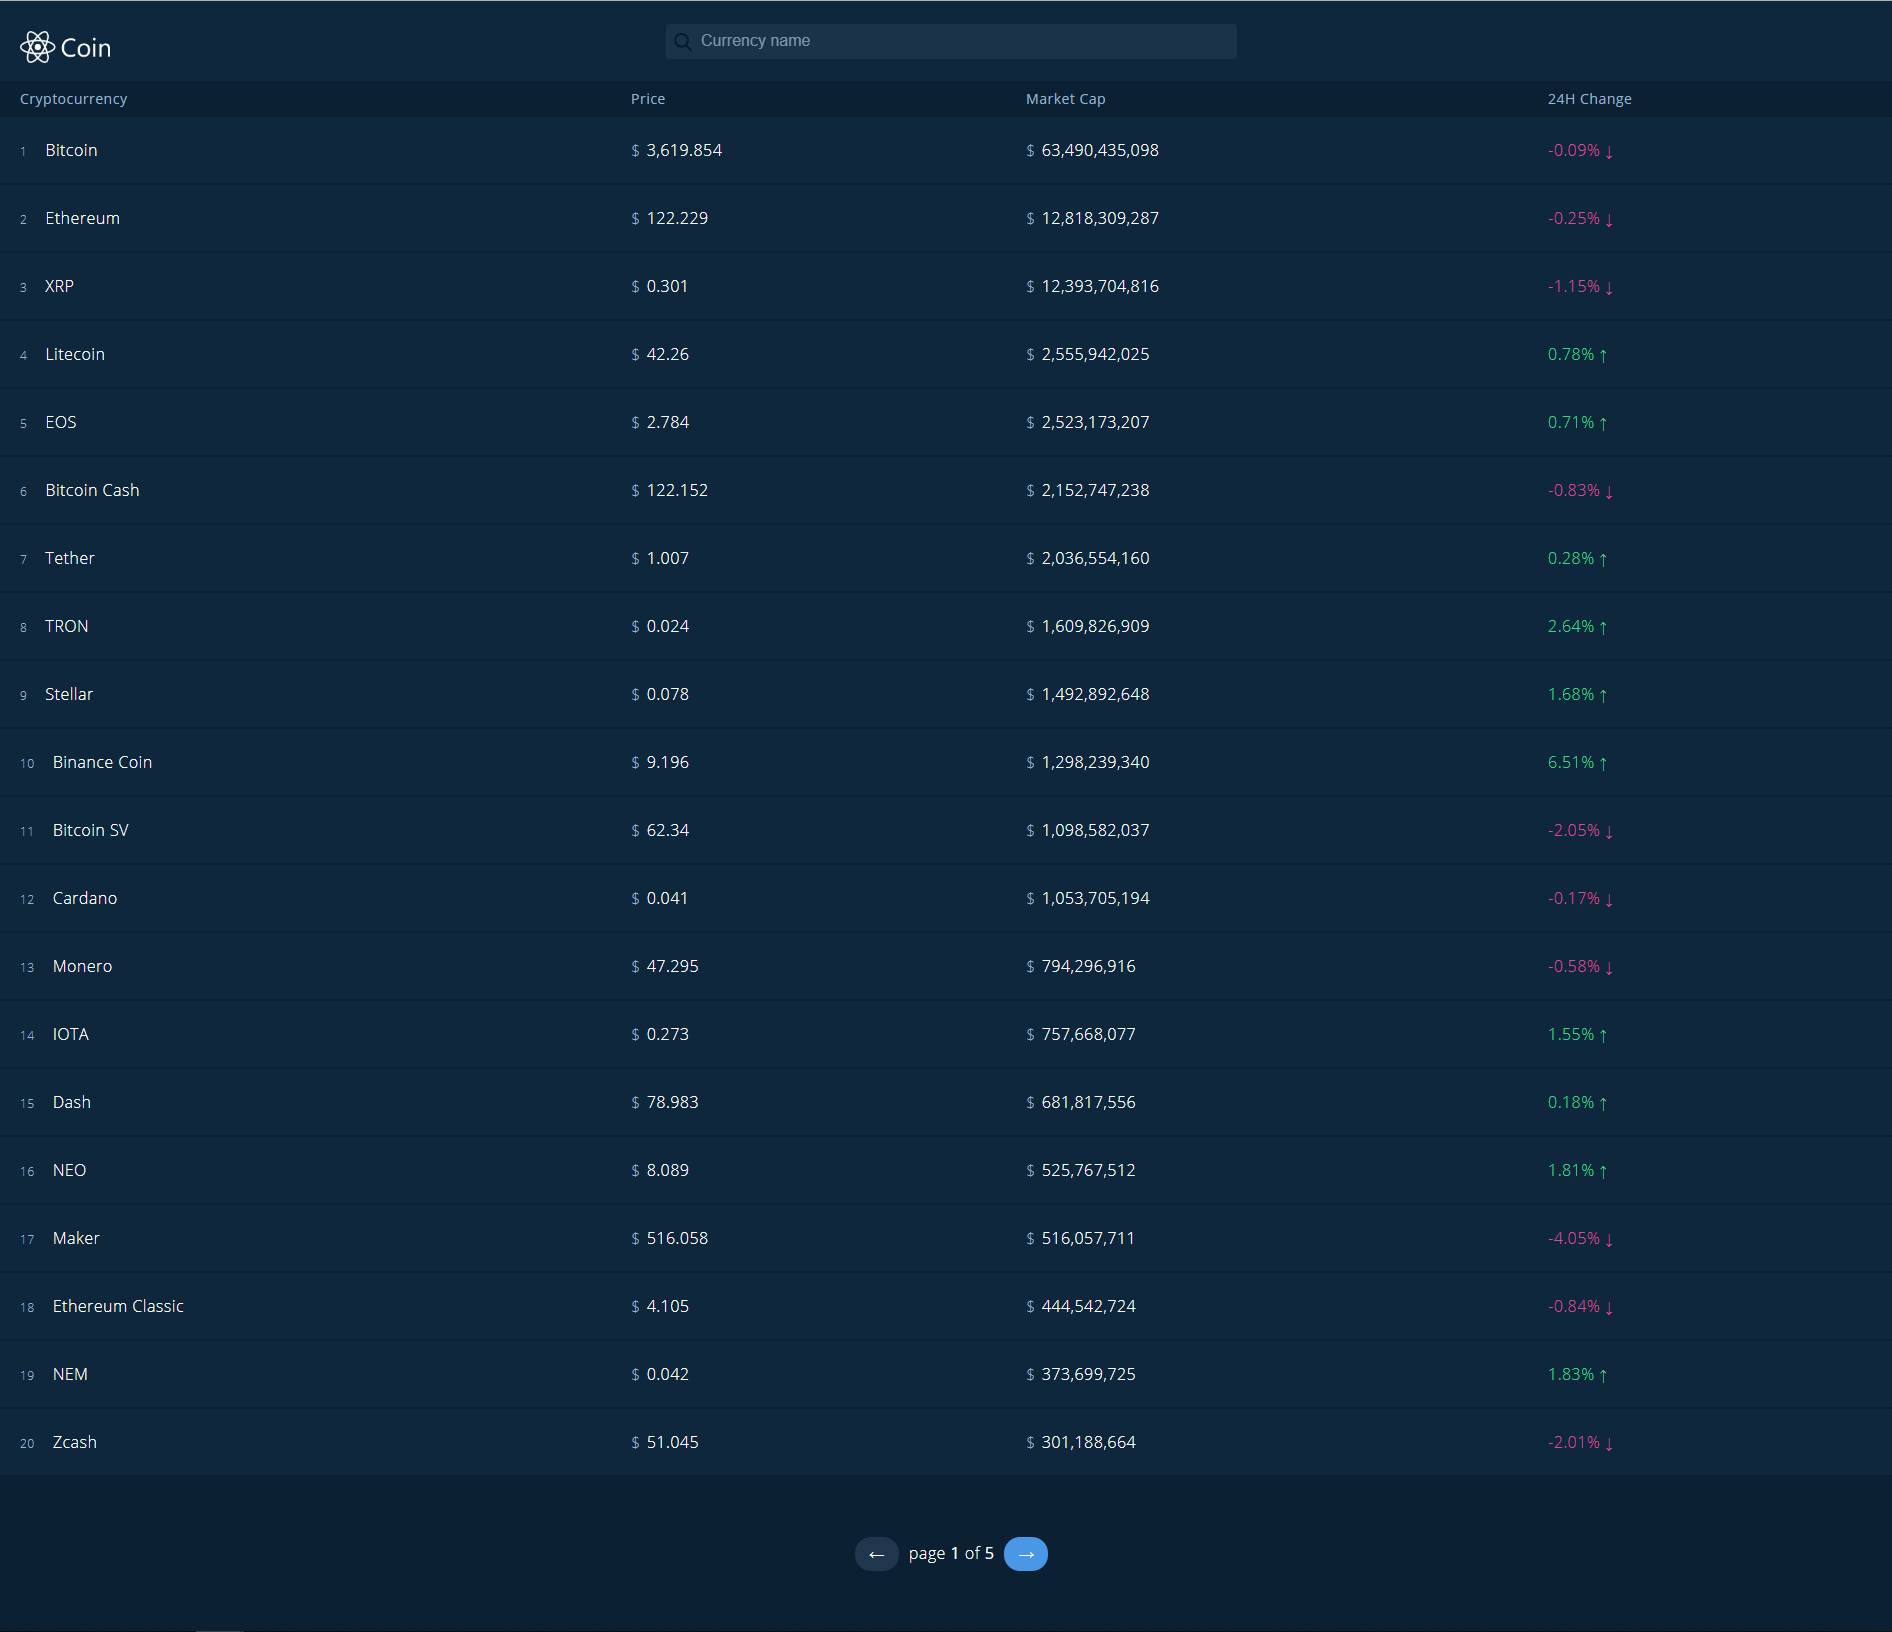 Coin
Currency name
Cryptocurrency Price Market Cap 24H Change
1 Bitcoin $ 3,619.854 $ 63,490,435,098 -0.09% ↓
2 Ethereum $ 122.229 $ 12,818,309,287 -0.25% ↓
3 XRP $ 0.301 $ 12,393,704,816 -1.15% ↓
4 Litecoin $ 42.26 $ 2,555,942,025 0.78% ↑
5 EOS $ 2.784 $ 2,523,173,207 0.71% ↑
6 Bitcoin Cash $ 122.152 $ 2,152,747,238 -0.83% ↓
7 Tether $ 1.007 $ 2,036,554,160 0.28% ↑
8 TRON $ 0.024 $ 1,609,826,909 2.64% ↑
9 Stellar $ 0.078 $ 1,492,892,648 1.68% ↑
10 Binance Coin $ 9.196 $ 1,298,239,340 6.51% ↑
11 Bitcoin SV $ 62.34 $ 1,098,582,037 -2.05% ↓
12 Cardano $ 0.041 $ 1,053,705,194 -0.17% ↓
13 Monero $ 47.295 $ 794,296,916 -0.58% ↓
14 IOTA $ 0.273 $ 757,668,077 1.55% ↑
15 Dash $ 78.983 $ 681,817,556 0.18% ↑
16 NEO $ 8.089 $ 525,767,512 1.81% ↑
17 Maker $ 516.058 $ 516,057,711 -4.05% ↓
18 Ethereum Classic $ 4.105 $ 444,542,724 -0.84% ↓
19 NEM $ 0.042 $ 373,699,725 1.83% ↑
20 Zcash $ 51.045 $ 301,188,664 -2.01% ↓
← page 1 of 5 →